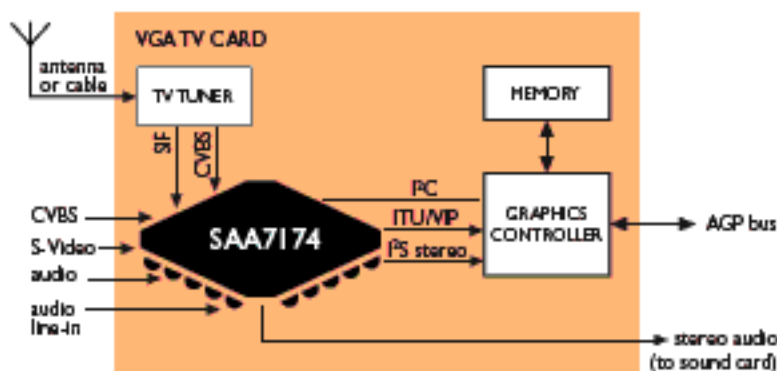 VGA TV CARD
antenna
or cable
TV TUNER
MEMORY
SIF
CVBS
I²C
CVBS
ITU/VIP
GRAPHICS
CONTROLLER
AGP bus
SAA7174
S-Video
I²S stereo
audio
audio
line-in
stereo audio
(to sound card)